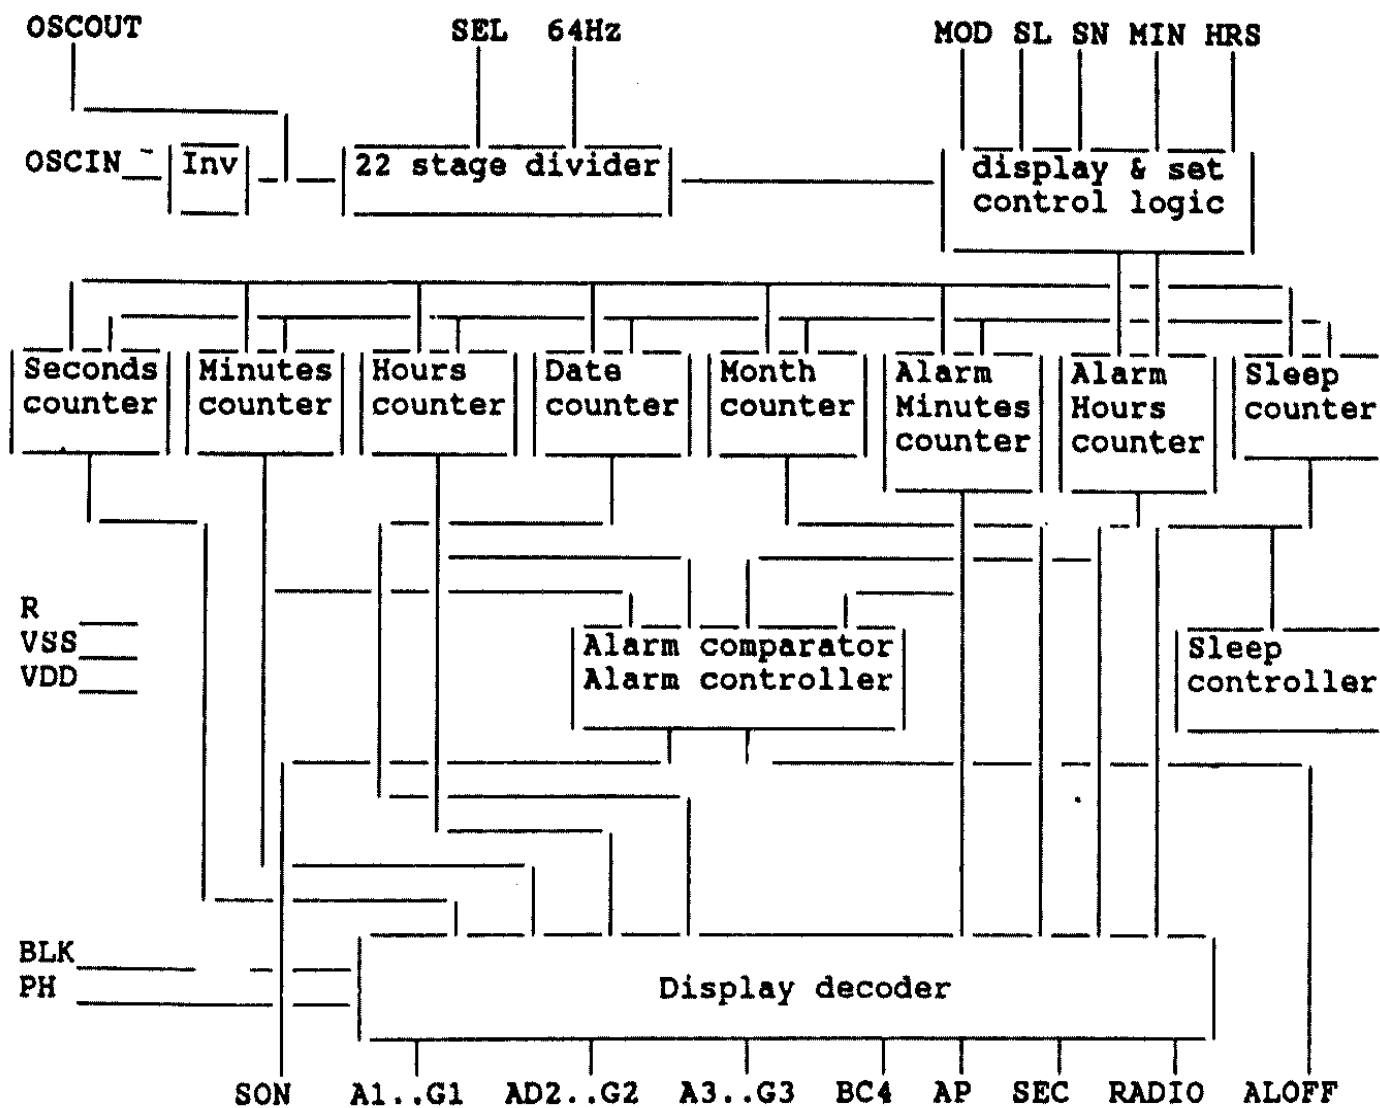 OSCOUT SEL 64Hz MOD SL SN MIN HRS
OSCIN Inv 22 stage divider display & set
control logic
Seconds Minutes Hours Date Month Alarm Alarm Sleep
counter counter counter counter counter Minutes Hours counter
counter counter
R
VSS Alarm comparator Sleep
VDD Alarm controller controller
BLK
PH Display decoder
SON A1..G1 AD2..G2 A3..G3 BC4 AP SEC RADIO ALOFF